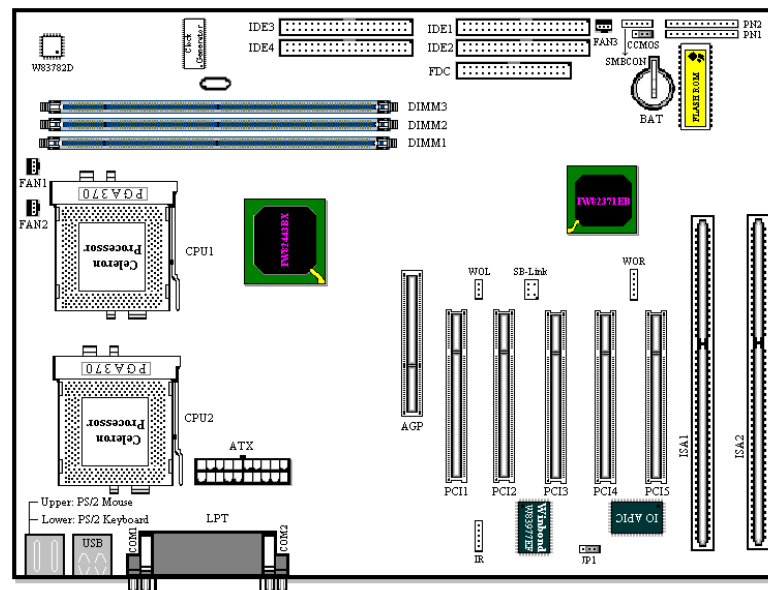 IDE3
IDE1
PN2
PN1
FAN3
CCMOS
SMBCON
Clock
Generator
W83782D
IDE4
IDE2
FDC
BAT
FLASH ROM
DIMM3
DIMM2
DIMM1
FAN1
PGA370
FAN2
Celeron
Processor
CPU1
FW82443BX
FW82371EB
WOL
SB-Link
WOR
PGA370
Celeron
Processor
CPU2
AGP
ATX
ISA1
ISA2
PCI1
PCI2
PCI3
PCI4
PCI5
Upper: PS/2 Mouse
Lower: PS/2 Keyboard
USB
COM1
LPT
COM2
IR
Winbond
W83977EF
JP1
IO APIC